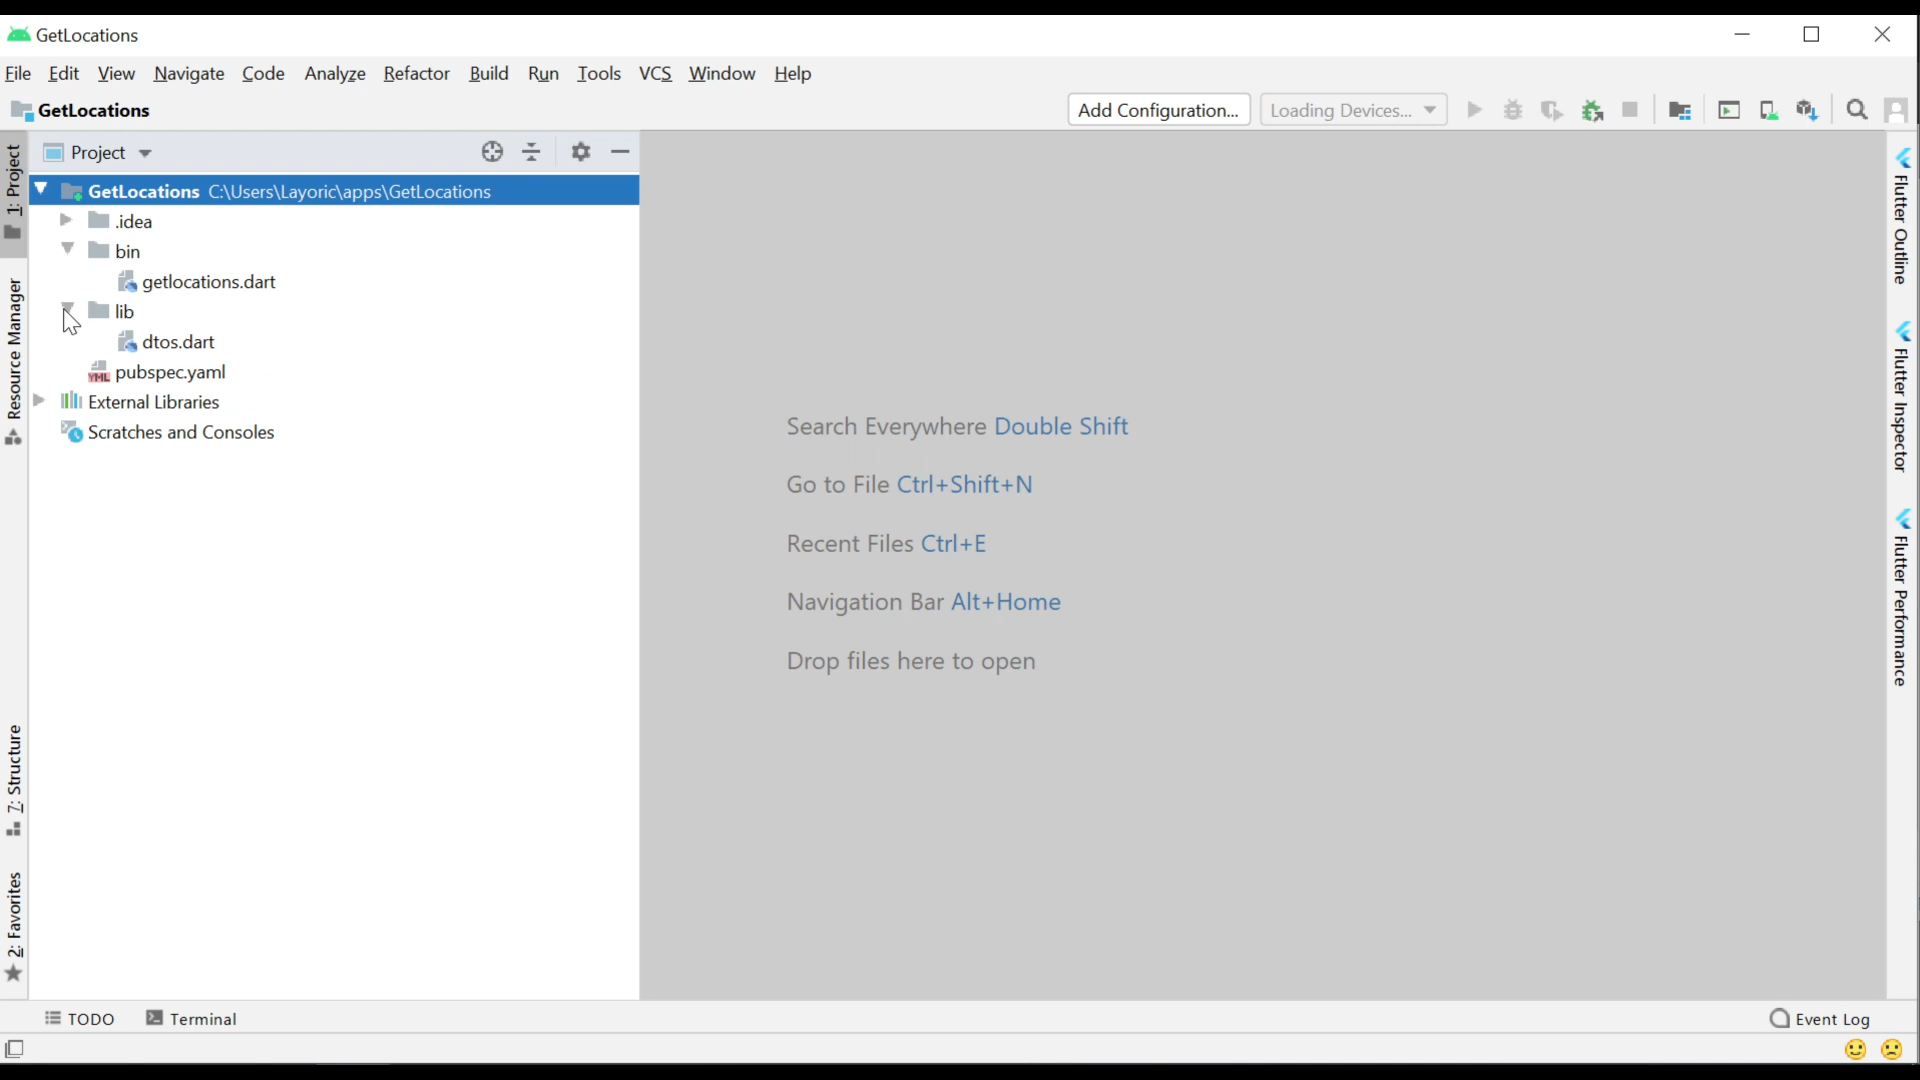 GetLocations
File Edit View Navigate Code Analyze Refactor Build Run Tools VCS Window Help
GetLocations
Add Configuration... Loading Devices...
1: Project
Resource Manager
7: Structure
2: Favorites
Project
GetLocations C:\Users\Layoric\apps\GetLocations
.idea
bin
getlocations.dart
lib
dtos.dart
YML pubspec.yaml
External Libraries
Scratches and Consoles
Search Everywhere Double Shift
Go to File Ctrl+Shift+N
Recent Files Ctrl+E
Navigation Bar Alt+Home
Drop files here to open
Flutter Outline
Flutter Inspector
Flutter Performance
TODO Terminal Event Log